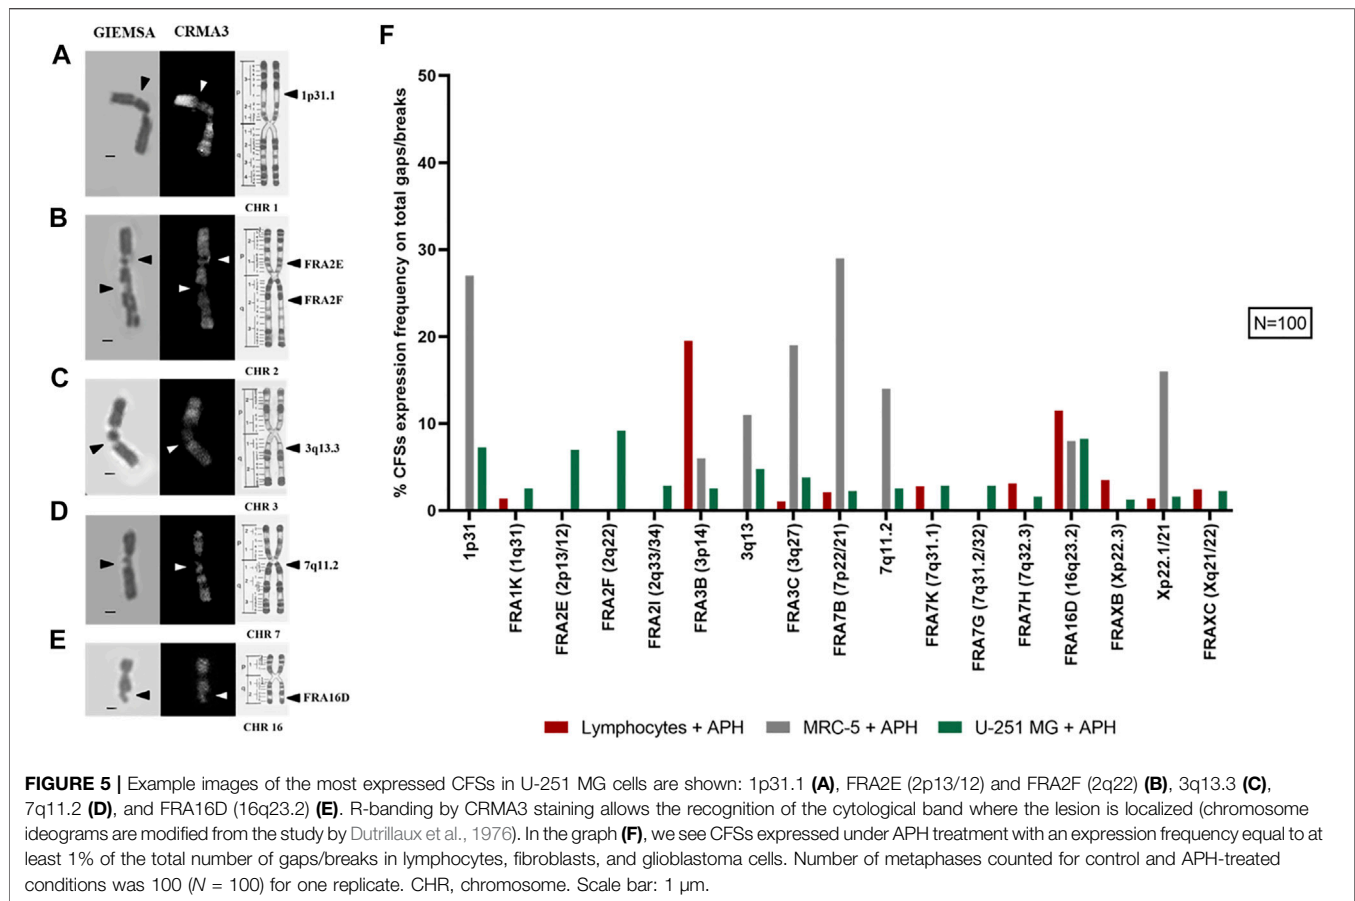 GIEMSA CRMA3
A
1p31.1
CHR 1
B
FRA2E
FRA2F
CHR 2
C
3q13.3
CHR 3
D
7q11.2
CHR 7
E
FRA16D
CHR 16
F
% CFSs expression frequency on total gaps/breaks
50
40
30
20
10
0
1p31
FRA1K (1q31)
FRA2E (2p13/12)
FRA2F (2q22)
FRA2I (2q33/34)
FRA3B (3p14)
3q13
FRA3C (3q27)
FRA7B (7p22/21)
7q11.2
FRA7K (7q31.1)
FRA7G (7q31.2/32)
FRA7H (7q32.3)
FRA16D (16q23.2)
FRAXB (Xp22.3)
Xp22.1/21
FRAXC (Xq21/22)
N=100
Lymphocytes + APH MRC-5 + APH U-251 MG + APH
FIGURE 5 | Example images of the most expressed CFSs in U-251 MG cells are shown: 1p31.1 (A), FRA2E (2p13/12) and FRA2F (2q22) (B), 3q13.3 (C),
7q11.2 (D), and FRA16D (16q23.2) (E). R-banding by CRMA3 staining allows the recognition of the cytological band where the lesion is localized (chromosome
ideograms are modified from the study by Dutrillaux et al., 1976). In the graph (F), we see CFSs expressed under APH treatment with an expression frequency equal to at
least 1% of the total number of gaps/breaks in lymphocytes, fibroblasts, and glioblastoma cells. Number of metaphases counted for control and APH-treated
conditions was 100 (N = 100) for one replicate. CHR, chromosome. Scale bar: 1 μm.